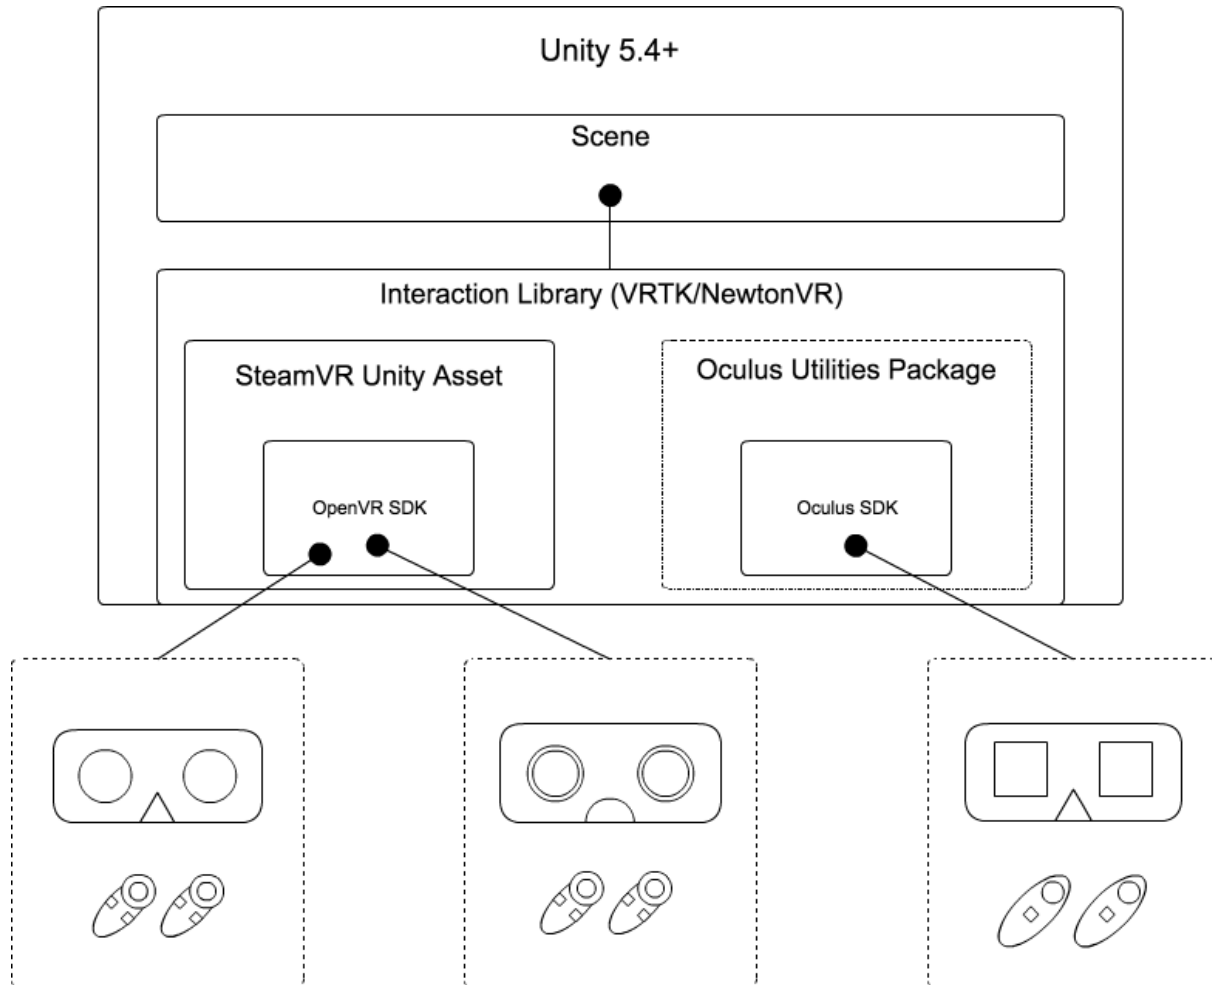 Unity 5.4+
Scene
Interaction Library (VRTK/NewtonVR)
SteamVR Unity Asset
Oculus Utilities Package
OpenVR SDK
Oculus SDK